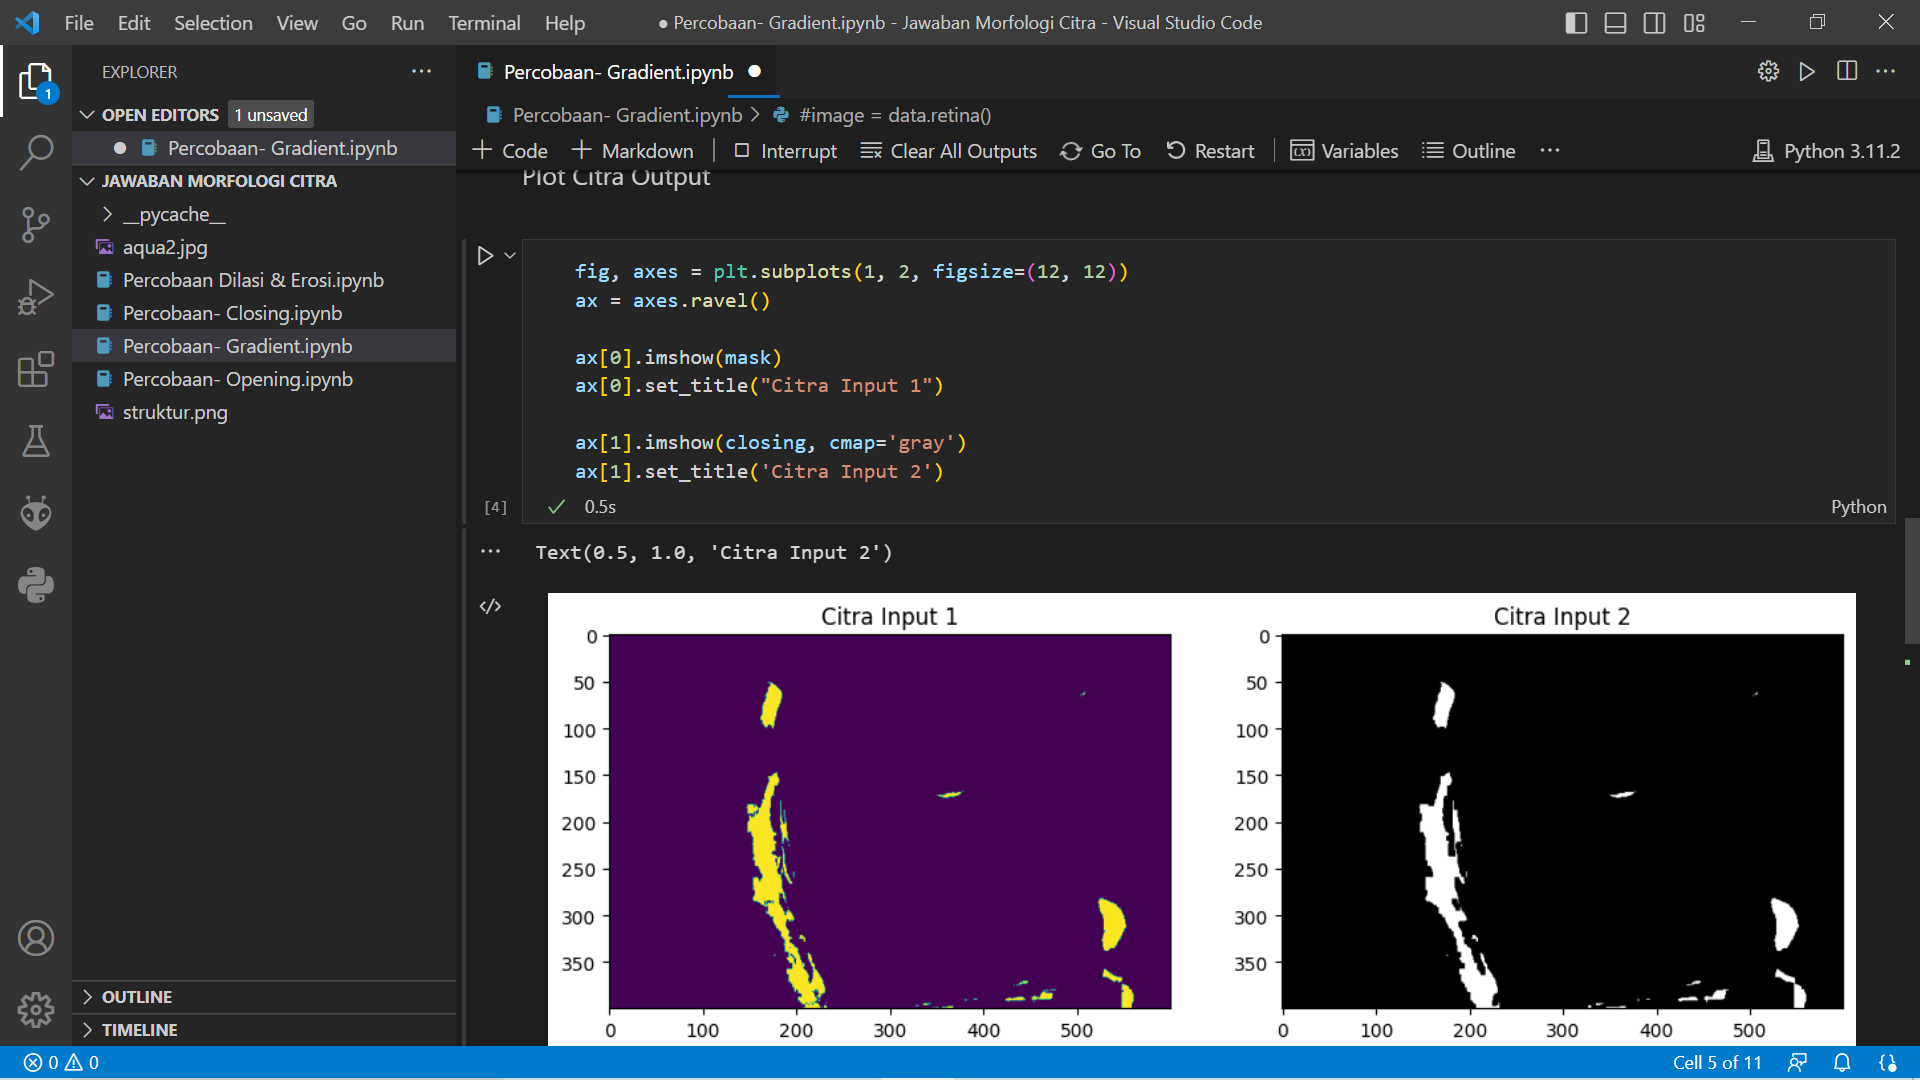 File Edit Selection View Go Run Terminal Help
● Percobaan- Gradient.ipynb - Jawaban Morfologi Citra - Visual Studio Code
1
EXPLORER
OPEN EDITORS 1 unsaved
Percobaan- Gradient.ipynb
JAWABAN MORFOLOGI CITRA
__pycache__
aqua2.jpg
Percobaan Dilasi & Erosi.ipynb
Percobaan- Closing.ipynb
Percobaan- Gradient.ipynb
Percobaan- Opening.ipynb
struktur.png
OUTLINE
TIMELINE
Percobaan- Gradient.ipynb
Percobaan- Gradient.ipynb > #image = data.retina()
Code Markdown Interrupt Clear All Outputs Go To Restart Variables Outline ... Python 3.11.2
Plot Citra Output
fig, axes = plt.subplots(1, 2, figsize=(12, 12))
ax = axes.ravel()
ax[0].imshow(mask)
ax[0].set_title("Citra Input 1")
ax[1].imshow(closing, cmap='gray')
ax[1].set_title('Citra Input 2')
[4] 0.5s Python
Text(0.5, 1.0, 'Citra Input 2')
Citra Input 1
0
50
100
150
200
250
300
350
0 100 200 300 400 500
Citra Input 2
0
50
100
150
200
250
300
350
0 100 200 300 400 500
0 0
Cell 5 of 11